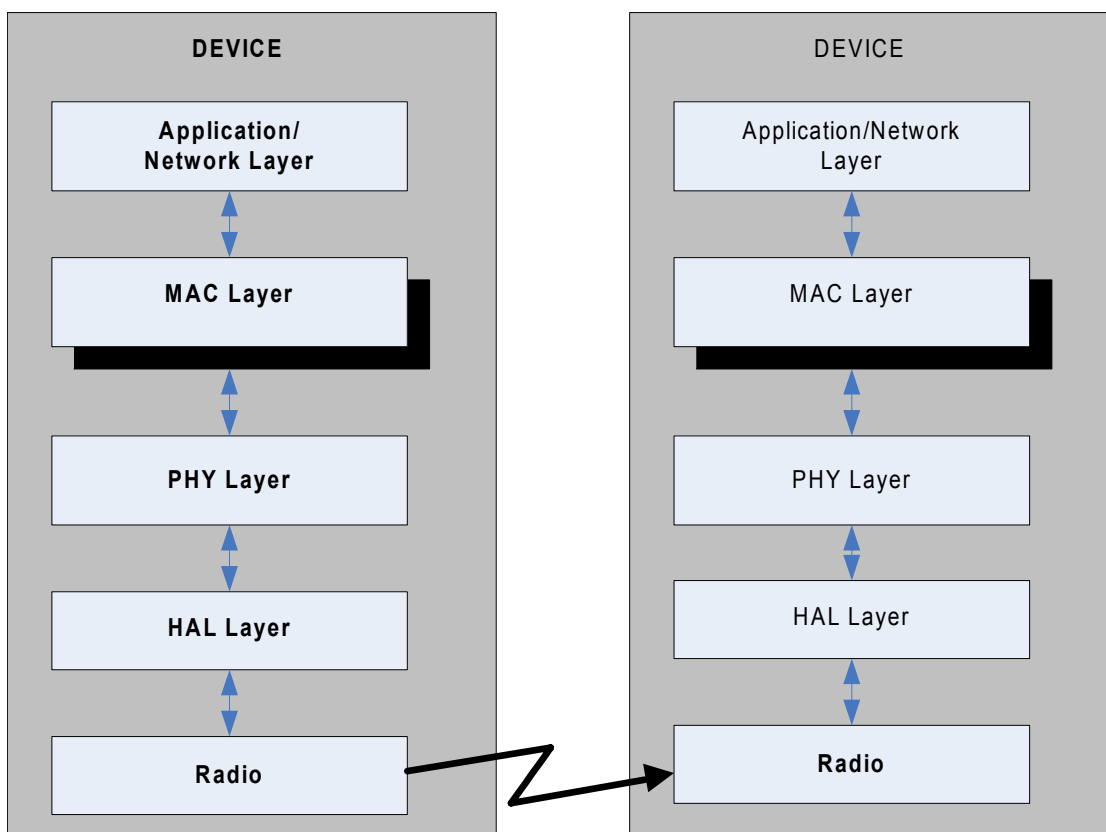 DEVICE
Application/
Network Layer
MAC Layer
PHY Layer
HAL Layer
Radio
DEVICE
Application/Network
Layer
MAC Layer
PHY Layer
HAL Layer
Radio